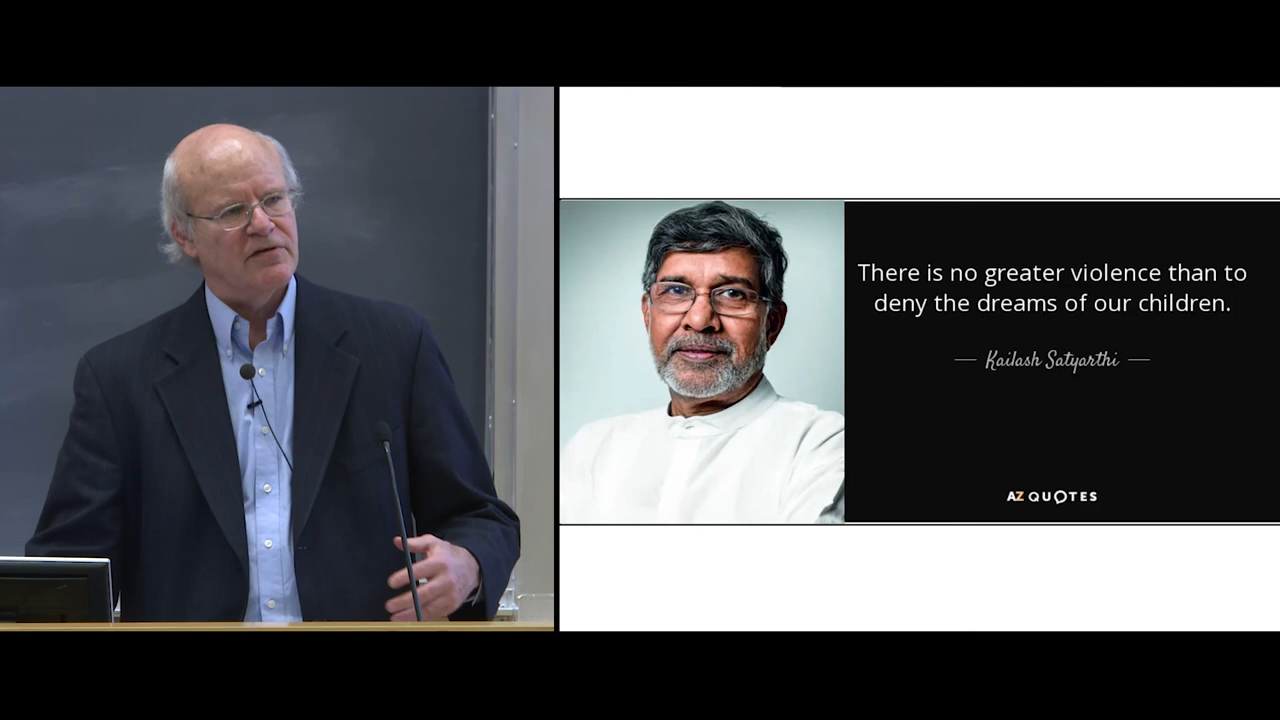 There is no greater violence than to
deny the dreams of our children.
— Kailash Satyarthi —
AZ QUOTES